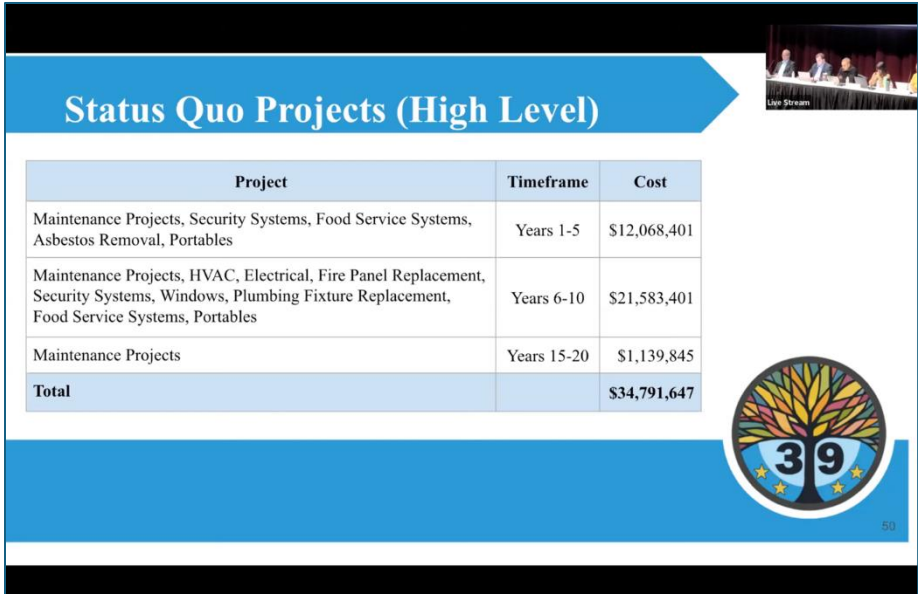 Live Stream
Status Quo Projects (High Level)
Project Timeframe Cost
Maintenance Projects, Security Systems, Food Service Systems,
Asbestos Removal, Portables
Years 1-5 $12,068,401
Maintenance Projects, HVAC, Electrical, Fire Panel Replacement,
Security Systems, Windows, Plumbing Fixture Replacement,
Food Service Systems, Portables
Years 6-10 $21,583,401
Maintenance Projects Years 15-20 $1,139,845
Total $34,791,647
39
50